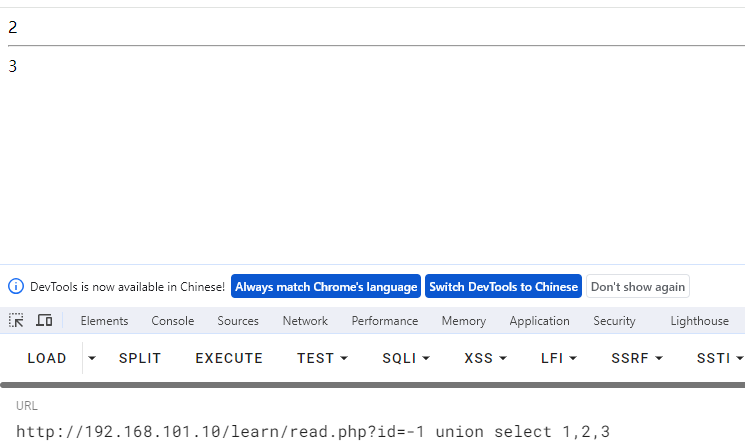 2
3
DevTools is now available in Chinese! Always match Chrome's language Switch DevTools to Chinese Don't show again
Elements Console Sources Network Performance Memory Application Security Lighthouse
LOAD SPLIT EXECUTE TEST SQLI XSS LFI SSRF SSTI
URL
http://192.168.101.10/learn/read.php?id=-1 union select 1,2,3